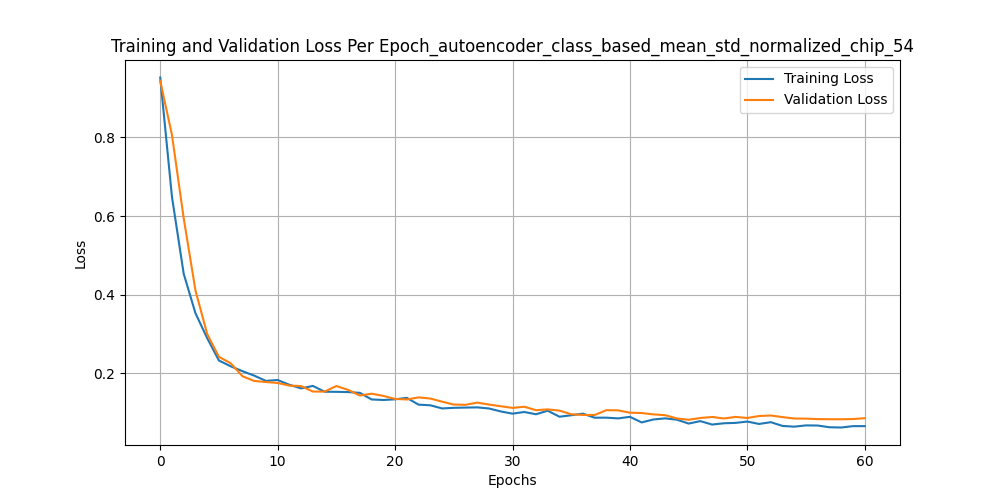 Training and Validation Loss Per Epoch_autoencoder_class_based_mean_std_normalized_chip_54
Training Loss
Validation Loss
Loss
0.8
0.6
0.4
0.2
0 10 20 30 40 50 60
Epochs